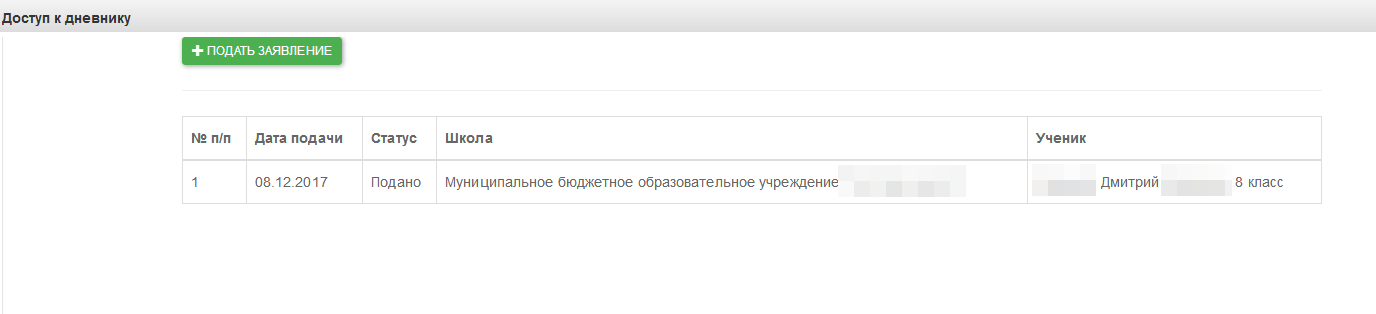 Доступ к дневнику
ПОДАТЬ ЗАЯВЛЕНИЕ
№ п/п Дата подачи Статус Школа Ученик
1 08.12.2017 Подано Муниципальное бюджетное образовательное учреждение Дмитрий 8 класс